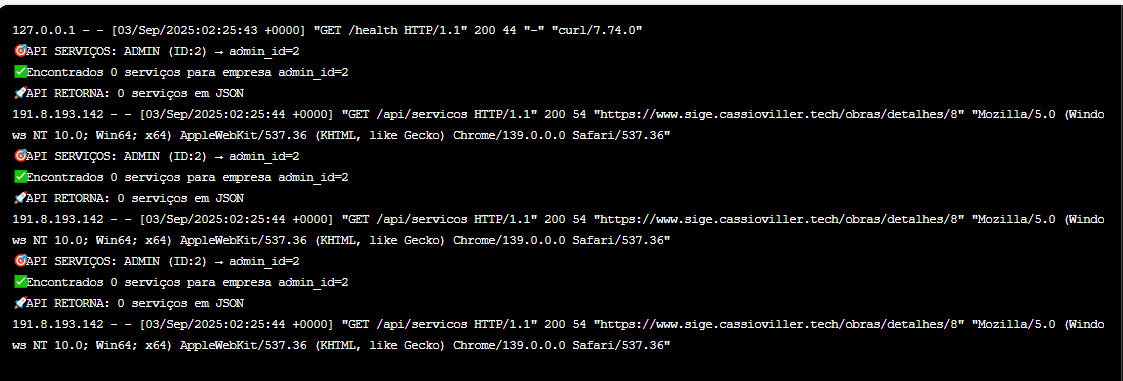 127.0.0.1 - - [03/Sep/2025:02:25:43 +0000] "GET /health HTTP/1.1" 200 44 "-" "curl/7.74.0"
🎯API SERVIÇOS: ADMIN (ID:2) → admin_id=2
✅Encontrados 0 serviços para empresa admin_id=2
🚀API RETORNA: 0 serviços em JSON
191.8.193.142 - - [03/Sep/2025:02:25:44 +0000] "GET /api/servicos HTTP/1.1" 200 54 "https://www.sige.cassioviller.tech/obras/detalhes/8" "Mozilla/5.0 (Windo
ws NT 10.0; Win64; x64) AppleWebKit/537.36 (KHTML, like Gecko) Chrome/139.0.0.0 Safari/537.36"
🎯API SERVIÇOS: ADMIN (ID:2) → admin_id=2
✅Encontrados 0 serviços para empresa admin_id=2
🚀API RETORNA: 0 serviços em JSON
191.8.193.142 - - [03/Sep/2025:02:25:44 +0000] "GET /api/servicos HTTP/1.1" 200 54 "https://www.sige.cassioviller.tech/obras/detalhes/8" "Mozilla/5.0 (Windo
ws NT 10.0; Win64; x64) AppleWebKit/537.36 (KHTML, like Gecko) Chrome/139.0.0.0 Safari/537.36"
🎯API SERVIÇOS: ADMIN (ID:2) → admin_id=2
✅Encontrados 0 serviços para empresa admin_id=2
🚀API RETORNA: 0 serviços em JSON
191.8.193.142 - - [03/Sep/2025:02:25:44 +0000] "GET /api/servicos HTTP/1.1" 200 54 "https://www.sige.cassioviller.tech/obras/detalhes/8" "Mozilla/5.0 (Windo
ws NT 10.0; Win64; x64) AppleWebKit/537.36 (KHTML, like Gecko) Chrome/139.0.0.0 Safari/537.36"